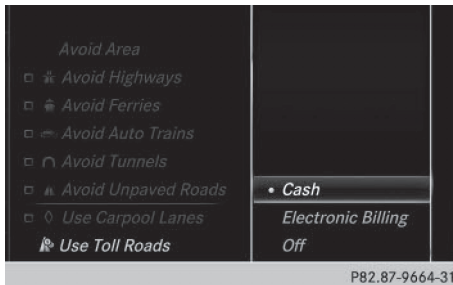 Avoid Area
Avoid Highways
Avoid Ferries
Avoid Auto Trains
Avoid Tunnels
Avoid Unpaved Roads
Use Carpool Lanes
Use Toll Roads
• Cash
Electronic Billing
Off
P82.87-9664-31